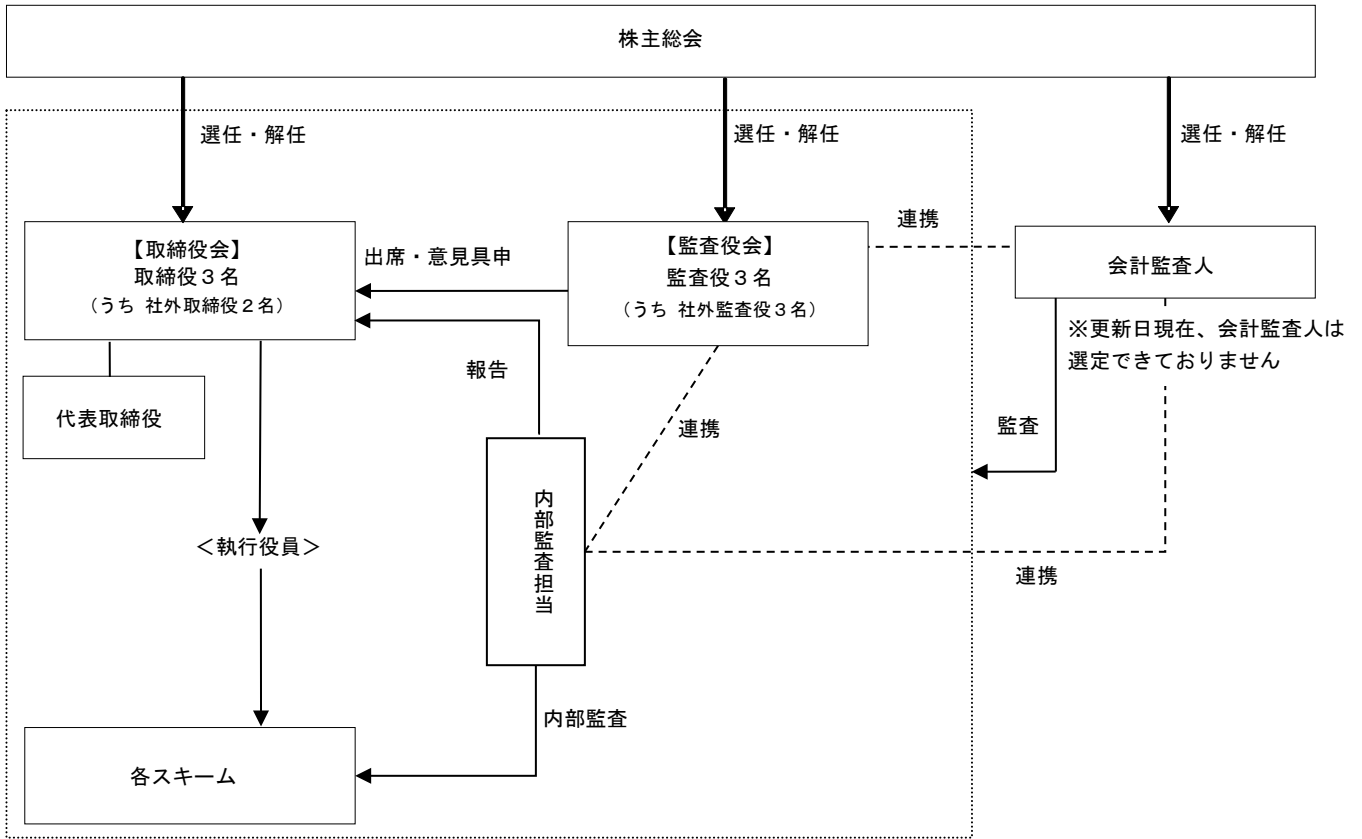 株主総会
選任・解任
選任・解任
選任・解任
【取締役会】
取締役３名
（うち 社外取締役２名）
出席・意見具申
【監査役会】
監査役３名
（うち 社外監査役３名）
連携
会計監査人
※更新日現在、会計監査人は
選定できておりません
代表取締役
報告
連携
監査
内部監査担当
＜執行役員＞
連携
内部監査
各スキーム